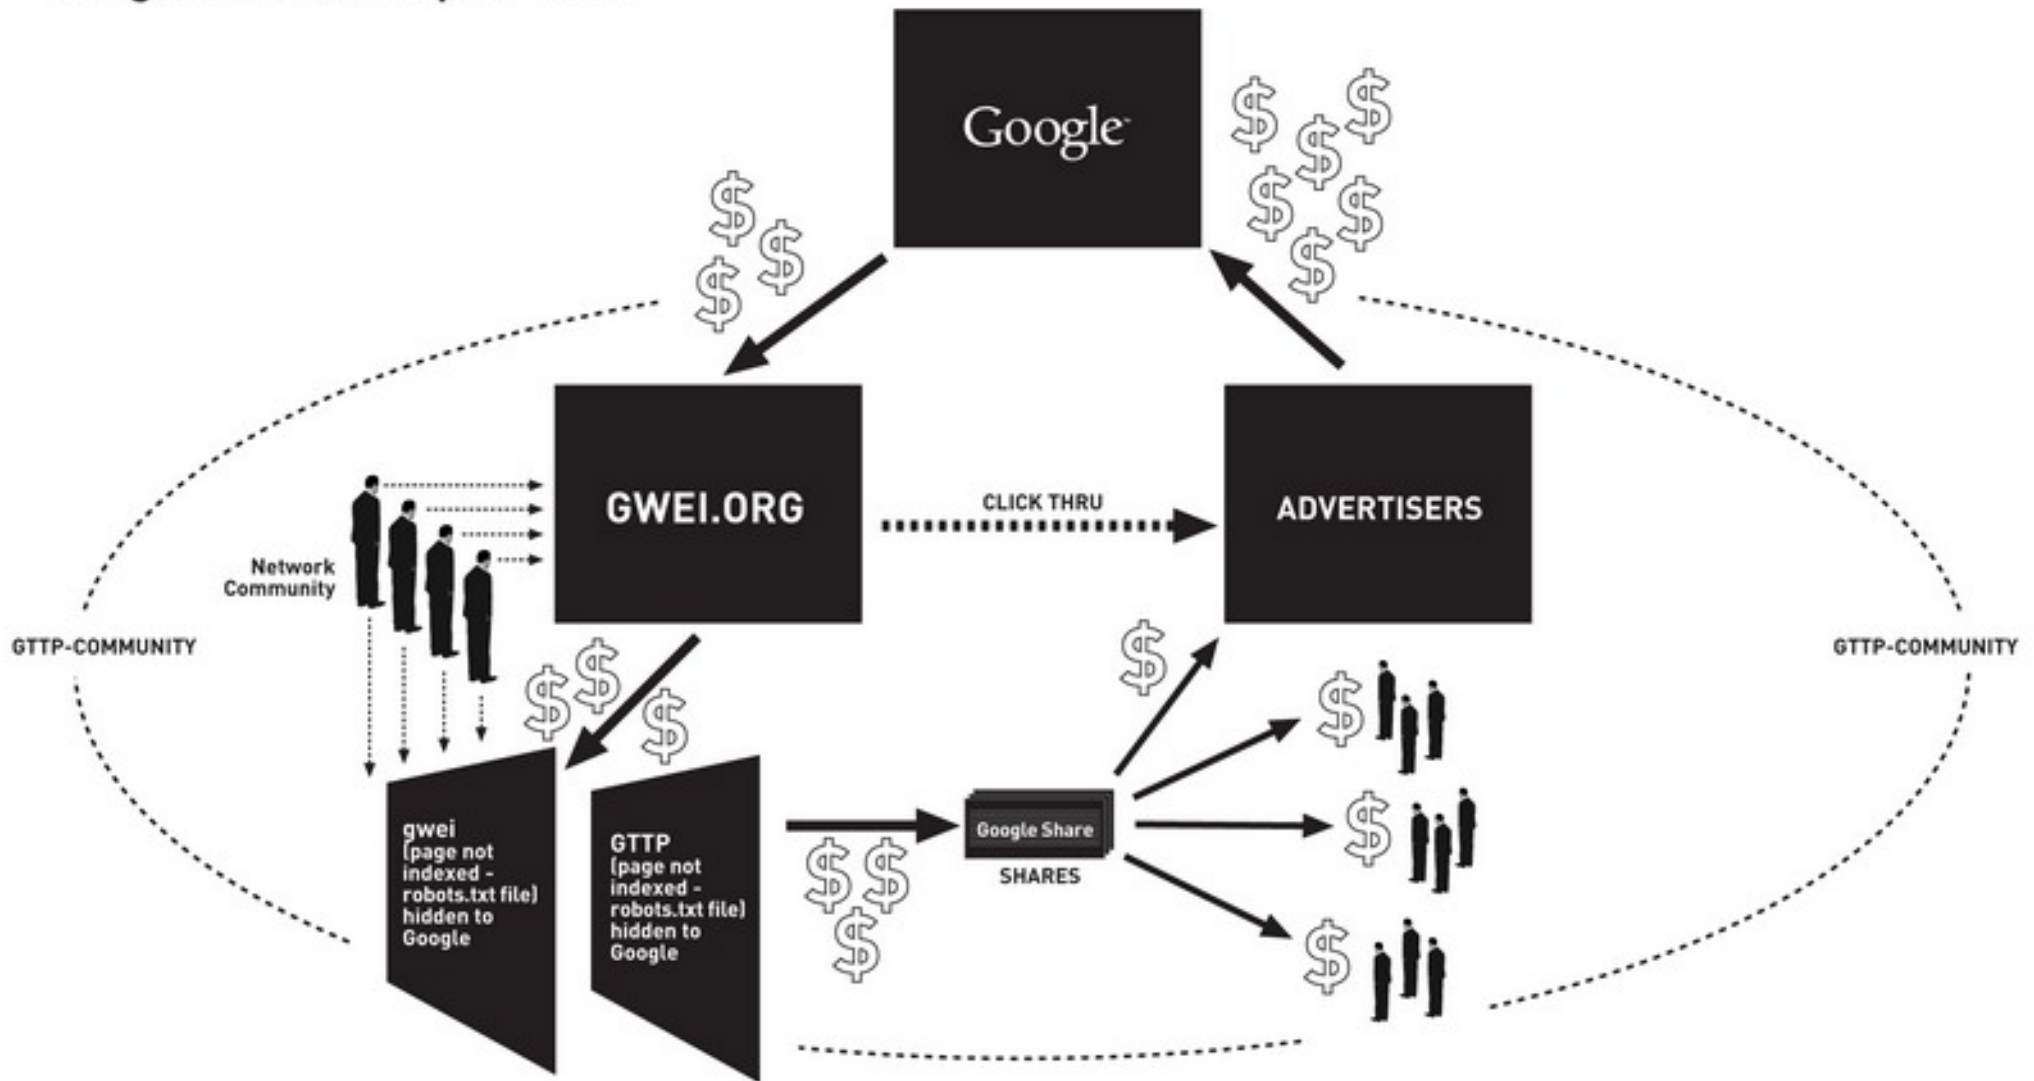 Google™
GWEI.ORG
CLICK THRU
ADVERTISERS
Network
Community
GTTP-COMMUNITY
GTTP-COMMUNITY
gwei
(page not
indexed -
robots.txt file)
hidden to
Google
GTTP
(page not
indexed -
robots.txt file)
hidden to
Google
Google Share
SHARES